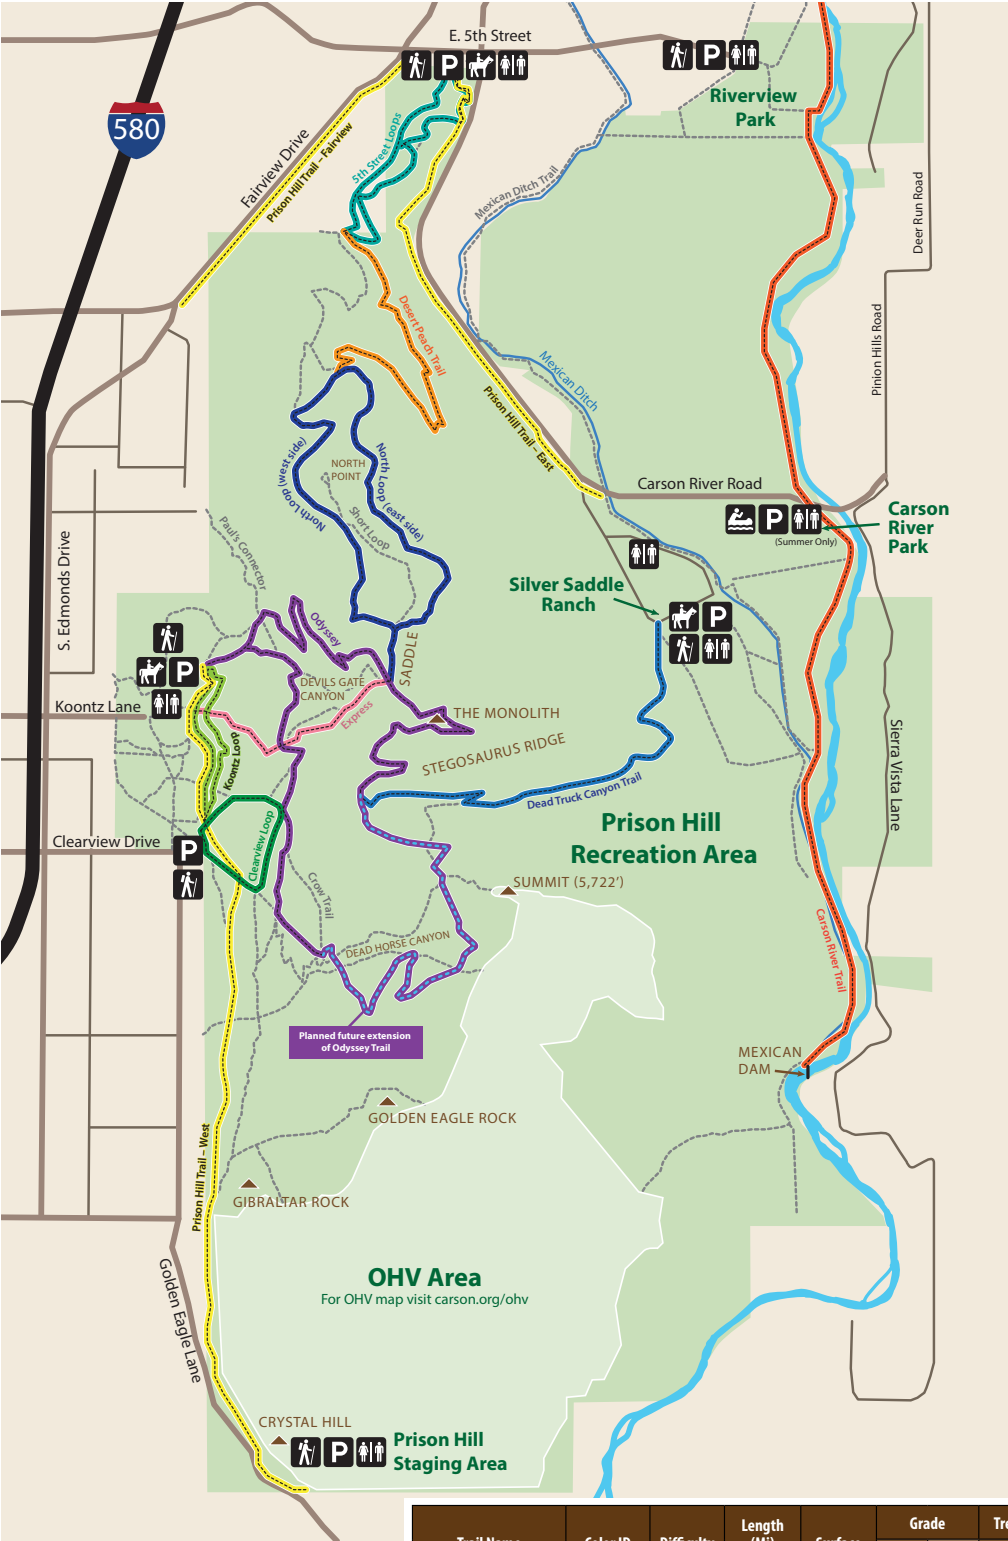 E. 5th Street
580
Riverview
Park
Fairview Drive
Prison Hill Trail – Fairview
5th Street Loops
Mexican Ditch Trail
Deer Run Road
Desert Peach Trail
Mexican Ditch
Pinion Hills Road
Prison Hill Trail – East
North Loop (west side)
NORTH
POINT
North Loop (east side)
Short Loop
Carson River Road
(Summer Only)
Carson
River
Park
Paul's Connector
S. Edmonds Drive
Silver Saddle
Ranch
Odyssey
SADDLE
DEVILS GATE
CANYON
Express
Koontz Lane
THE MONOLITH
STEGOSAURUS RIDGE
Koontz Loop
Sierra Vista Lane
Dead Truck Canyon Trail
Clearview Drive
Clearview Loop
Prison Hill
Recreation Area
SUMMIT (5,722')
Crow Trail
DEAD HORSE CANYON
Carson River Trail
Planned future extension
of Odyssey Trail
MEXICAN
DAM
GOLDEN EAGLE ROCK
Prison Hill Trail – West
GIBRALTAR ROCK
OHV Area
For OHV map visit carson.org/ohv
Golden Eagle Lane
CRYSTAL HILL
Prison Hill
Staging Area
P
P
P
P
P
P
P
Length
Grade